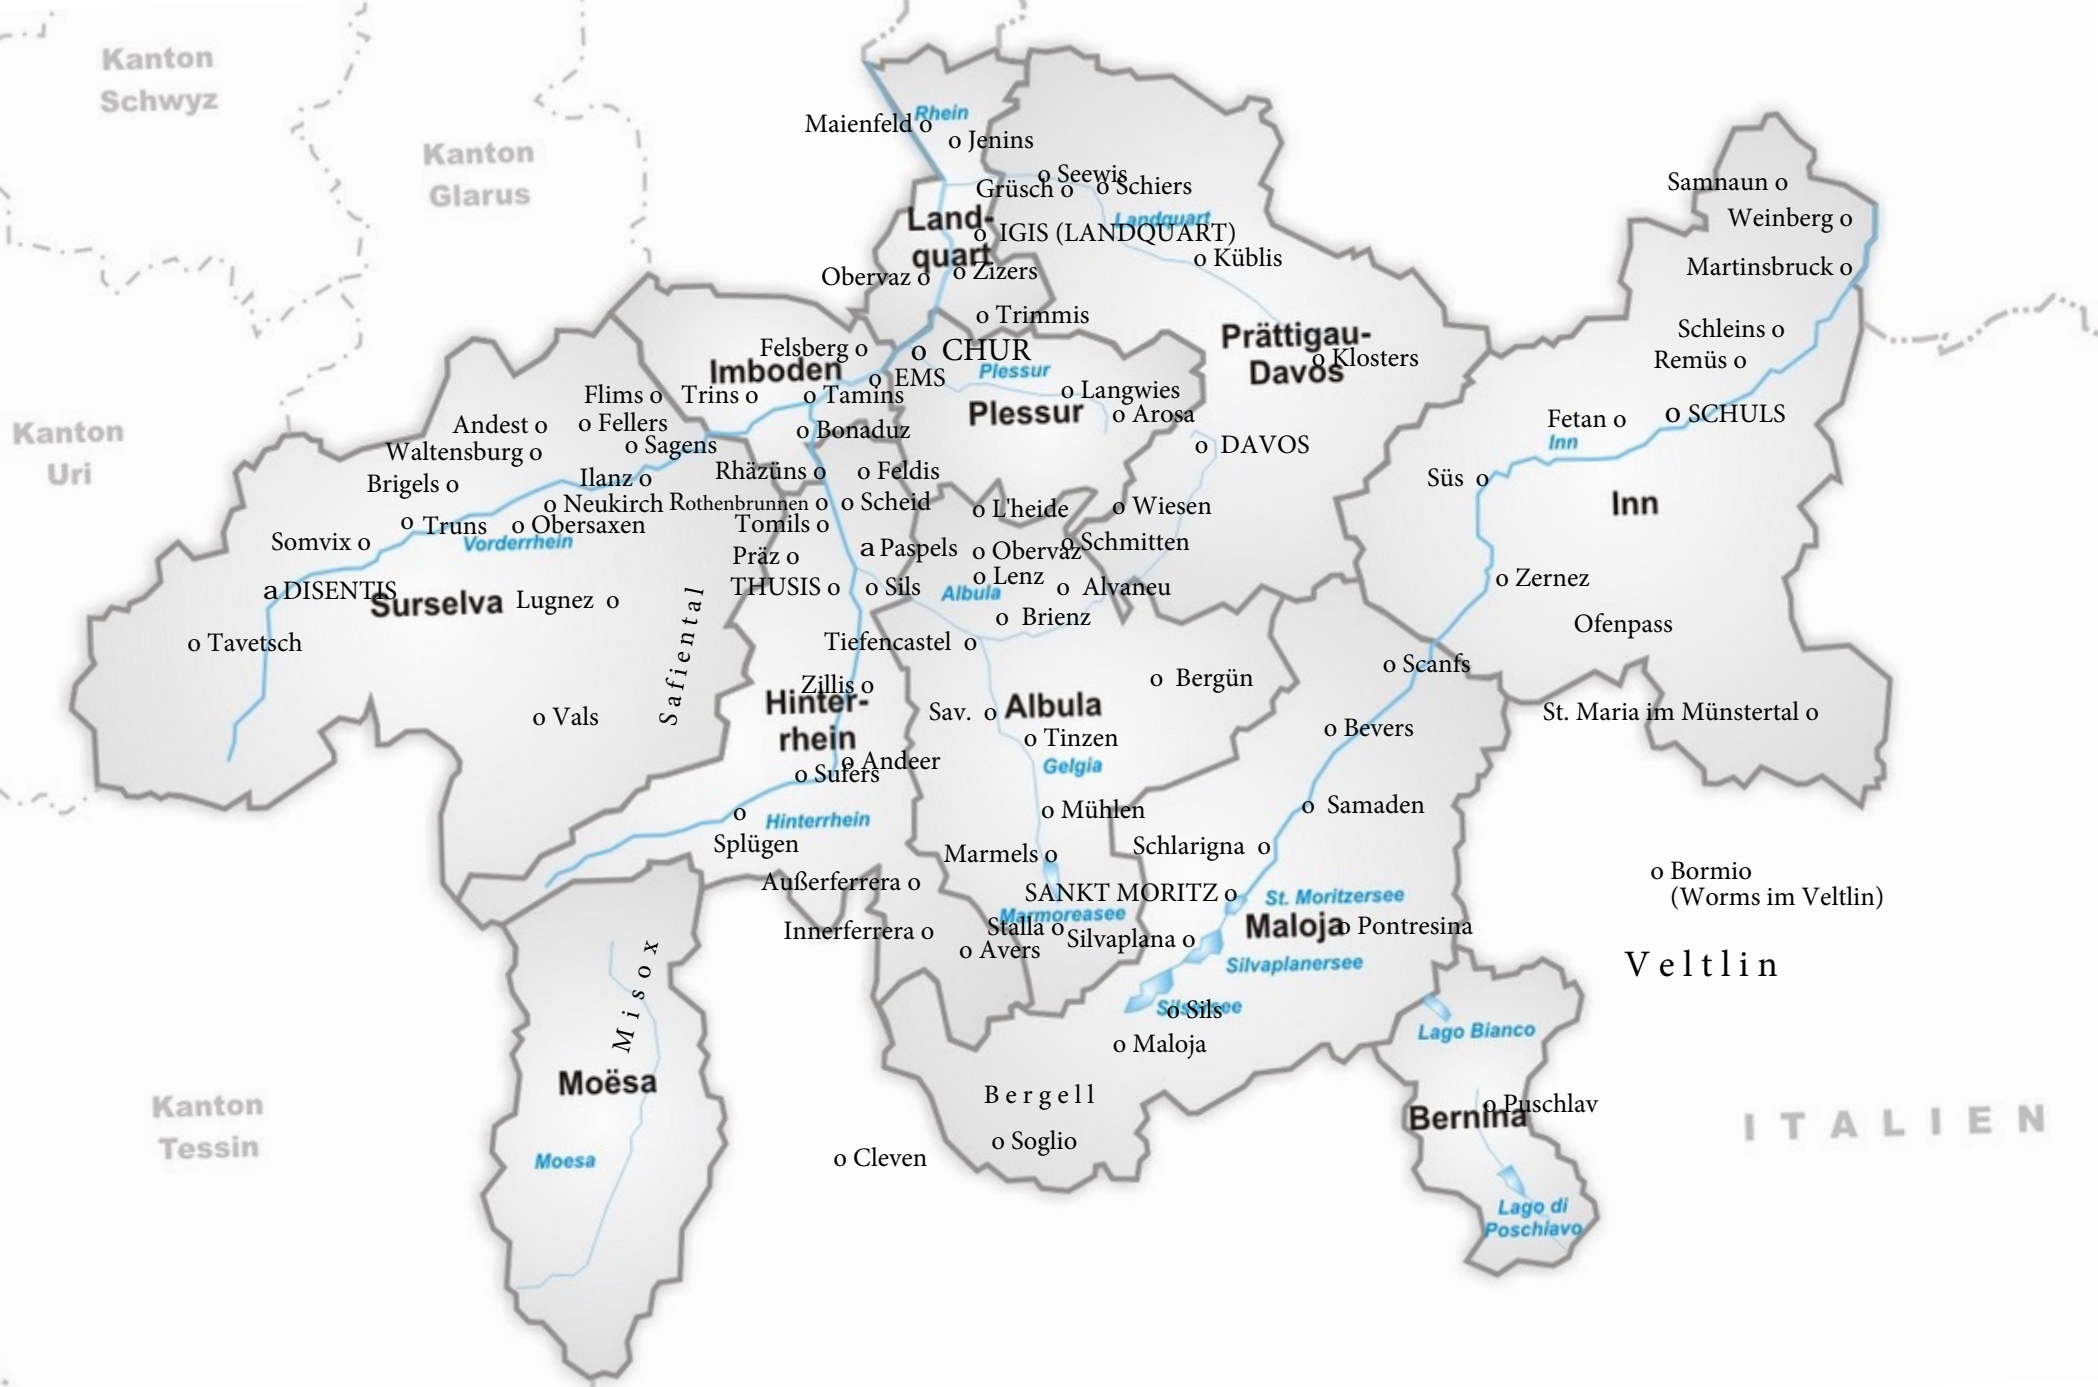 Kanton
Schwyz
Kanton
Glarus
Kanton
Uri
Kanton
Tessin
ITALIEN
Rhein
Maienfeld o
o Jenins
o Seewis
Grüsch o
o Schiers
Land-
quart
Landquart
o IGIS (LANDQUART)
o Küblis
Obervaz o
o Zizers
o Trimmis
Prättigau-
Davos
o Klosters
Samnaun o
Weinberg o
Martinsbruck o
Schleins o
Remüs o
Fetan o
o SCHULS
Inn
Süs o
Inn
o Zernez
Ofenpass
St. Maria im Münstertal o
Felsberg o
o CHUR
Imboden
o EMS
Plessur
Flims o
Trins o
o Tamins
o Langwies
Plessur
o Arosa
Andest o
o Fellers
o Bonaduz
Waltensburg o
o Sagens
o DAVOS
Brigels o
Ilanz o
Rhäzüns o
o Feldis
o Neukirch
Rothenbrunnen o
o Scheid
o L'heide
o Wiesen
o Truns
o Obersaxen
Tomils o
Somvix o
Vorderrhein
Präz o
a Paspels
o Obervaz
o Schmitten
a DISENTIS
Surselva
Lugnez o
THUSIS o
o Sils
Albula
o Lenz
o Alvaneu
o Brienz
o Tavetsch
Safiental
Tiefencastel o
o Scanfs
Zillis o
Hinter-
rhein
o Vals
Sav. o
Albula
o Bergün
o Bevers
o Tinzen
o Andeer
o Sufers
Gelgia
o
Splügen
Hinterrhein
o Mühlen
o Samaden
Marmels o
Schlarigna o
Außerferrera o
SANKT MORITZ o
St. Moritzersee
Marmoreasee
Innerferrera o
Stalla o
Silvaplana o
Maloja
o Pontresina
o Avers
Silvaplanersee
o Bormio
(Worms im Veltlin)
Veltlin
Misox
Silsersee
o Sils
o Maloja
Lago Bianco
Moësa
Bergell
o Puschlav
Bernina
o Soglio
Moesa
o Cleven
Lago di
Poschiavo